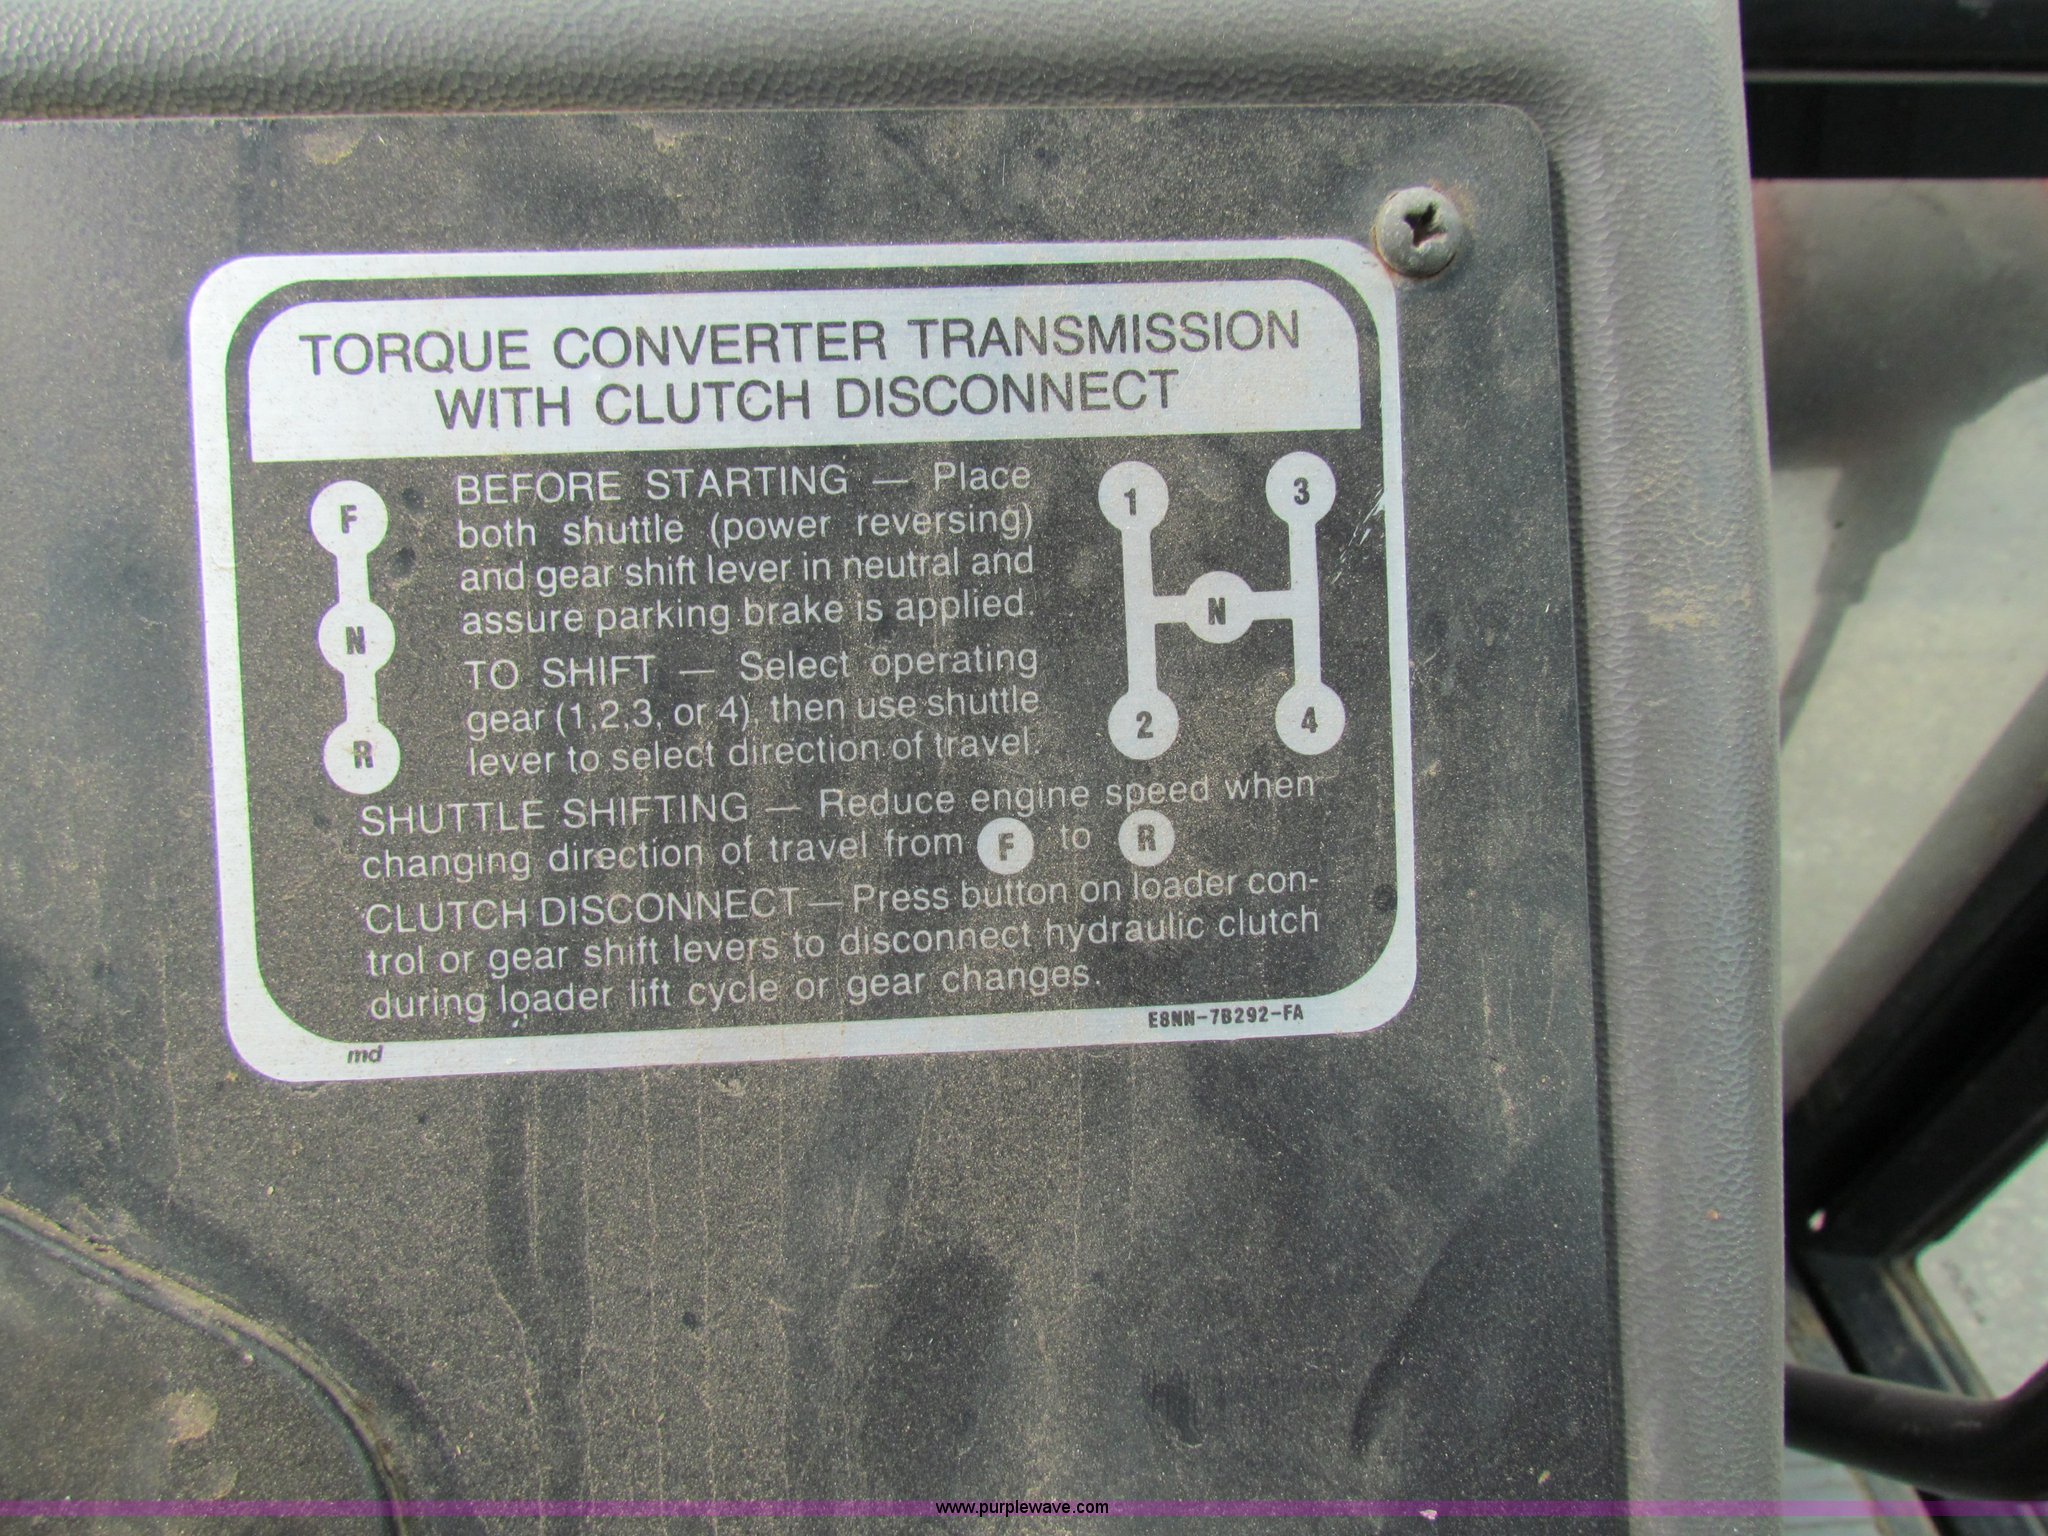 TORQUE CONVERTER TRANSMISSION
WITH CLUTCH DISCONNECT
F
N
R
BEFORE STARTING — Place
both shuttle (power reversing)
and gear shift lever in neutral and
assure parking brake is applied.
TO SHIFT — Select operating
gear (1,2,3, or 4), then use shuttle
lever to select direction of travel.
1 3
N
2 4
SHUTTLE SHIFTING — Reduce engine speed when
changing direction of travel from F to R
CLUTCH DISCONNECT — Press button on loader con-
trol or gear shift levers to disconnect hydraulic clutch
during loader lift cycle or gear changes.
E8NN-7B292-FA
md
www.purplewave.com